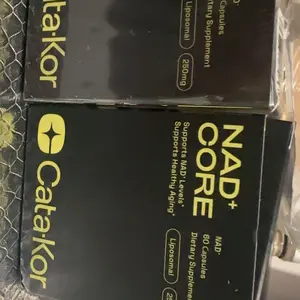 Cata-Kor
Capsules
Dietary Supplement
Liposomal
250mg
Cata-Kor
NAD+
CORE
Supports NAD+ Levels*
Supports Healthy Aging*
NAD+
80 Capsules
Dietary Supplement
Liposomal